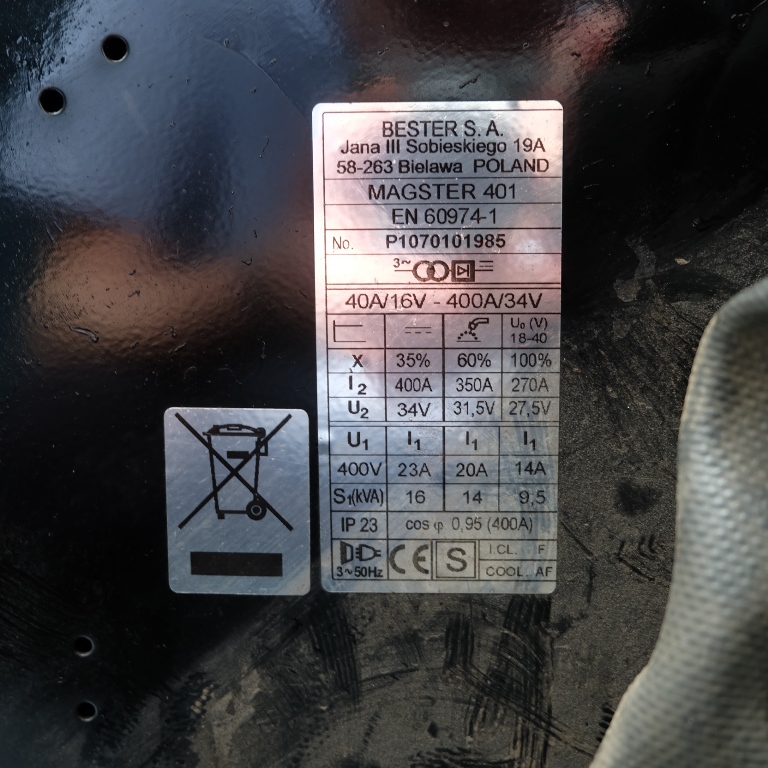 BESTER S. A.
Jana III Sobieskiego 19A
58-263 Bielawa POLAND
MAGSTER 401
EN 60974-1
No. P1070101985
3~
40A/16V - 400A/34V
U₀ (V)
18-40
X 35% 60% 100%
I₂ 400A 350A 270A
U₂ 34V 31,5V 27,5V
U₁ I₁ I₁ I₁
400V 23A 20A 14A
S₁(kVA) 16 14 9,5
IP 23 cos φ 0,95 (400A)
3~50Hz CE S I.CL. F
COOL. AF